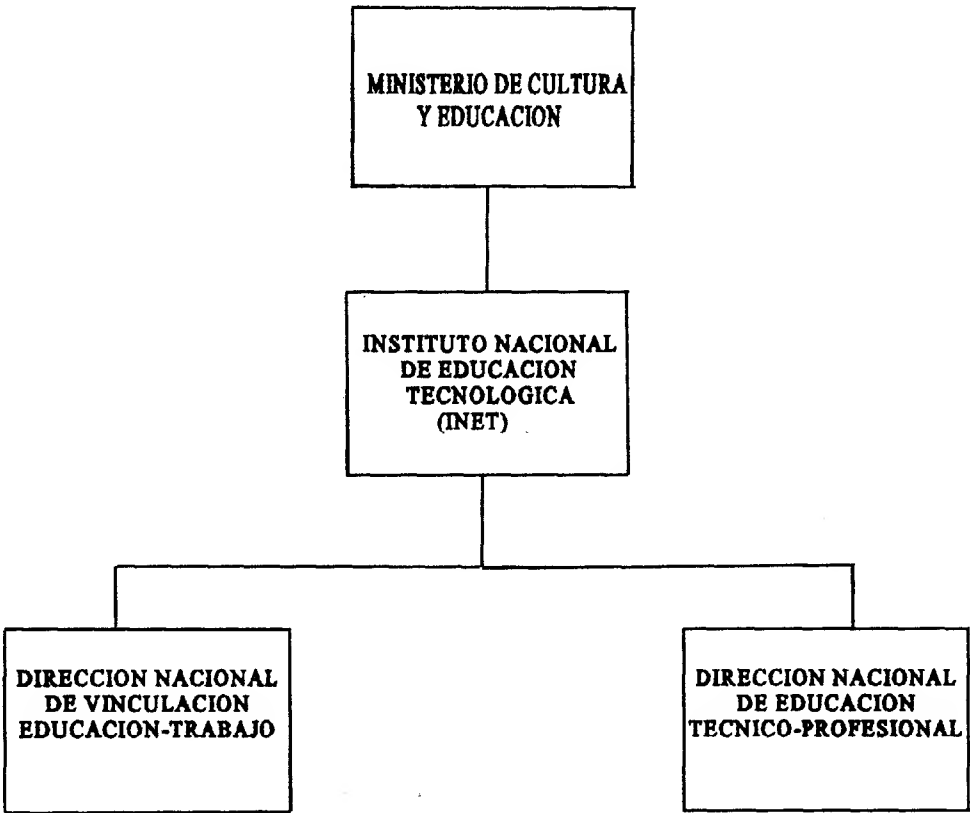 MINISTERIO DE CULTURA
Y EDUCACION
INSTITUTO NACIONAL
DE EDUCACION
TECNOLOGICA
(INET)
DIRECCION NACIONAL
DE VINCULACION
EDUCACION-TRABAJO
DIRECCION NACIONAL
DE EDUCACION
TECNICO-PROFESIONAL